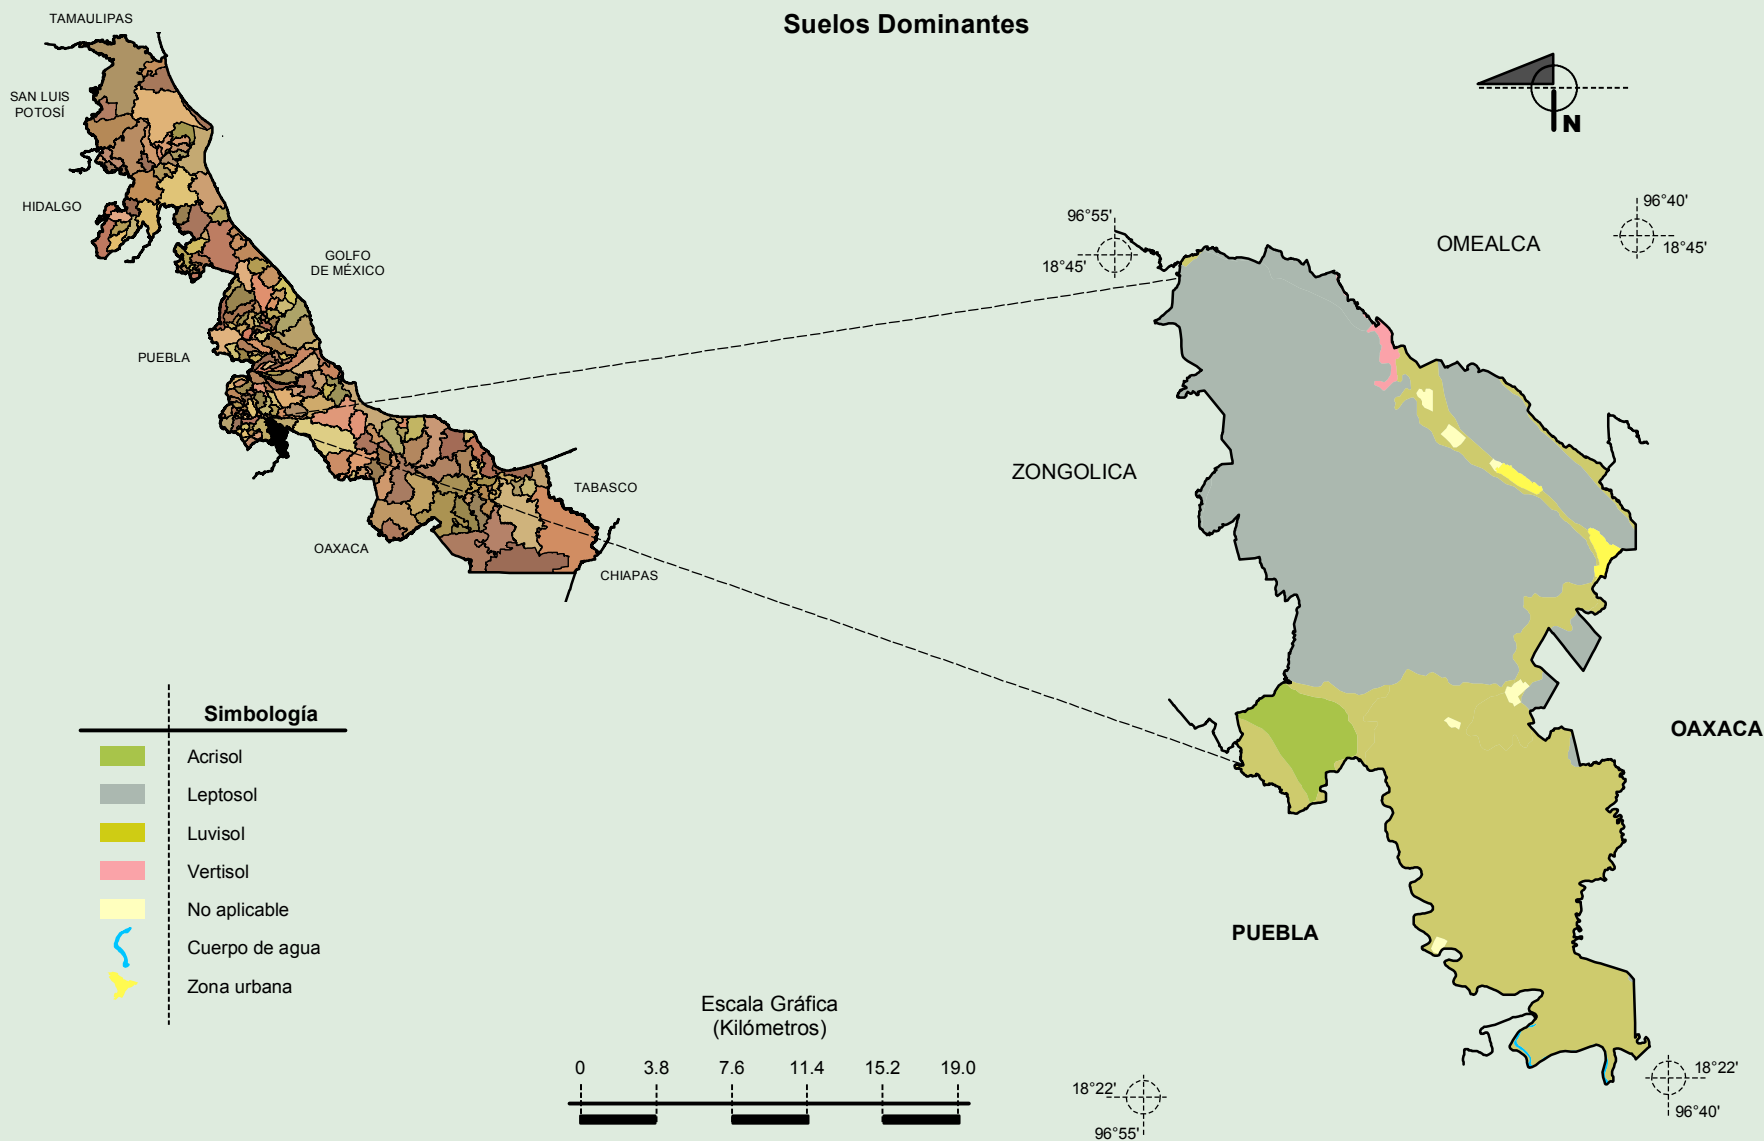 Suelos Dominantes
TAMAULIPAS
SAN LUIS
POTOSÍ
HIDALGO
GOLFO
DE MÉXICO
PUEBLA
TABASCO
OAXACA
CHIAPAS
N
96°55'
18°45'
96°40'
18°45'
OMEALCA
ZONGOLICA
OAXACA
PUEBLA
Simbología
Acrisol
Leptosol
Luvisol
Vertisol
No aplicable
Cuerpo de agua
Zona urbana
Escala Gráfica
(Kilómetros)
0 3.8 7.6 11.4 15.2 19.0
18°22'
96°55'
18°22'
96°40'